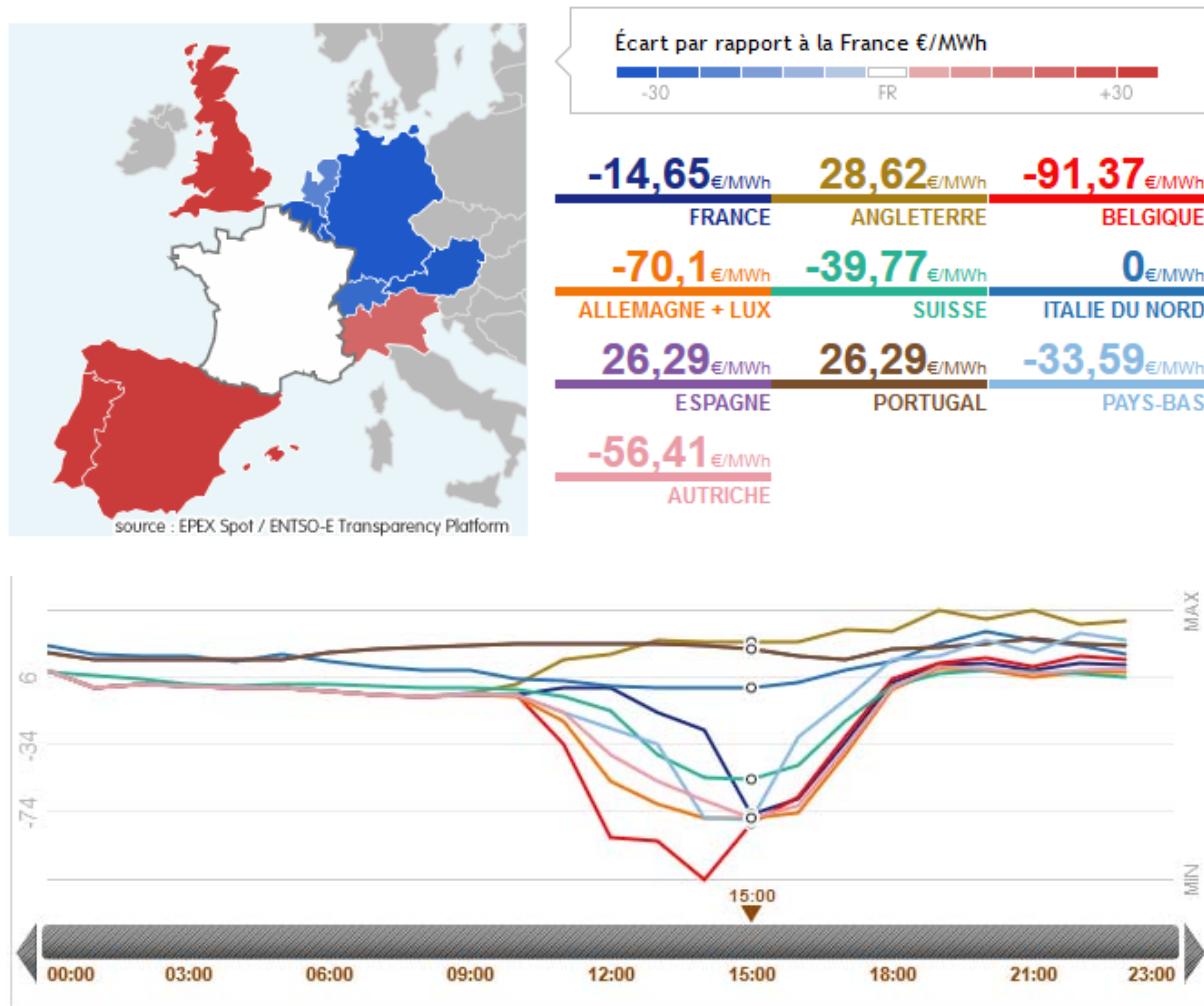 Écart par rapport à la France €/MWh
-30 FR +30
-14,65€/MWh 28,62€/MWh -91,37€/MWh
FRANCE ANGLETERRE BELGIQUE
-70,1€/MWh -39,77€/MWh 0€/MWh
ALLEMAGNE + LUX SUISSE ITALIE DU NORD
26,29€/MWh 26,29€/MWh -33,59€/MWh
ESPAGNE PORTUGAL PAYS-BAS
-56,41€/MWh
AUTRICHE
source : EPEX Spot / ENTSO-E Transparency Platform
MAX
6
-34
-74
MIN
15:00
00:00 03:00 06:00 09:00 12:00 15:00 18:00 21:00 23:00